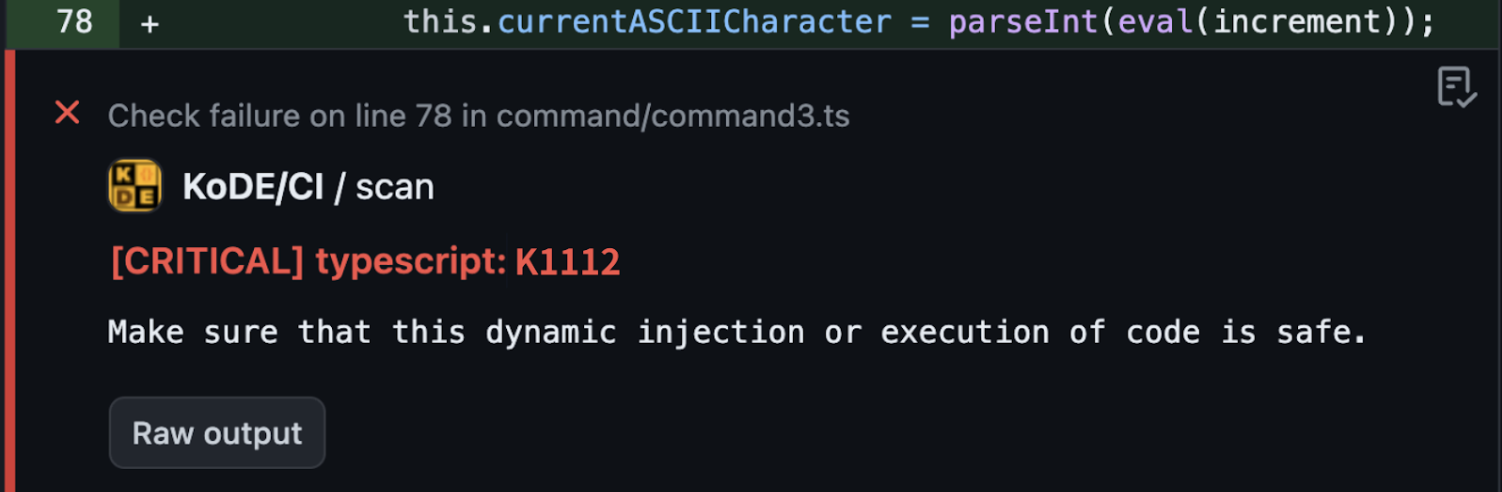 78 + this.currentASCIICharacter = parseInt(eval(increment));
Check failure on line 78 in command/command3.ts
KODE KoDE/CI / scan
[CRITICAL] typescript: K1112
Make sure that this dynamic injection or execution of code is safe.
Raw output